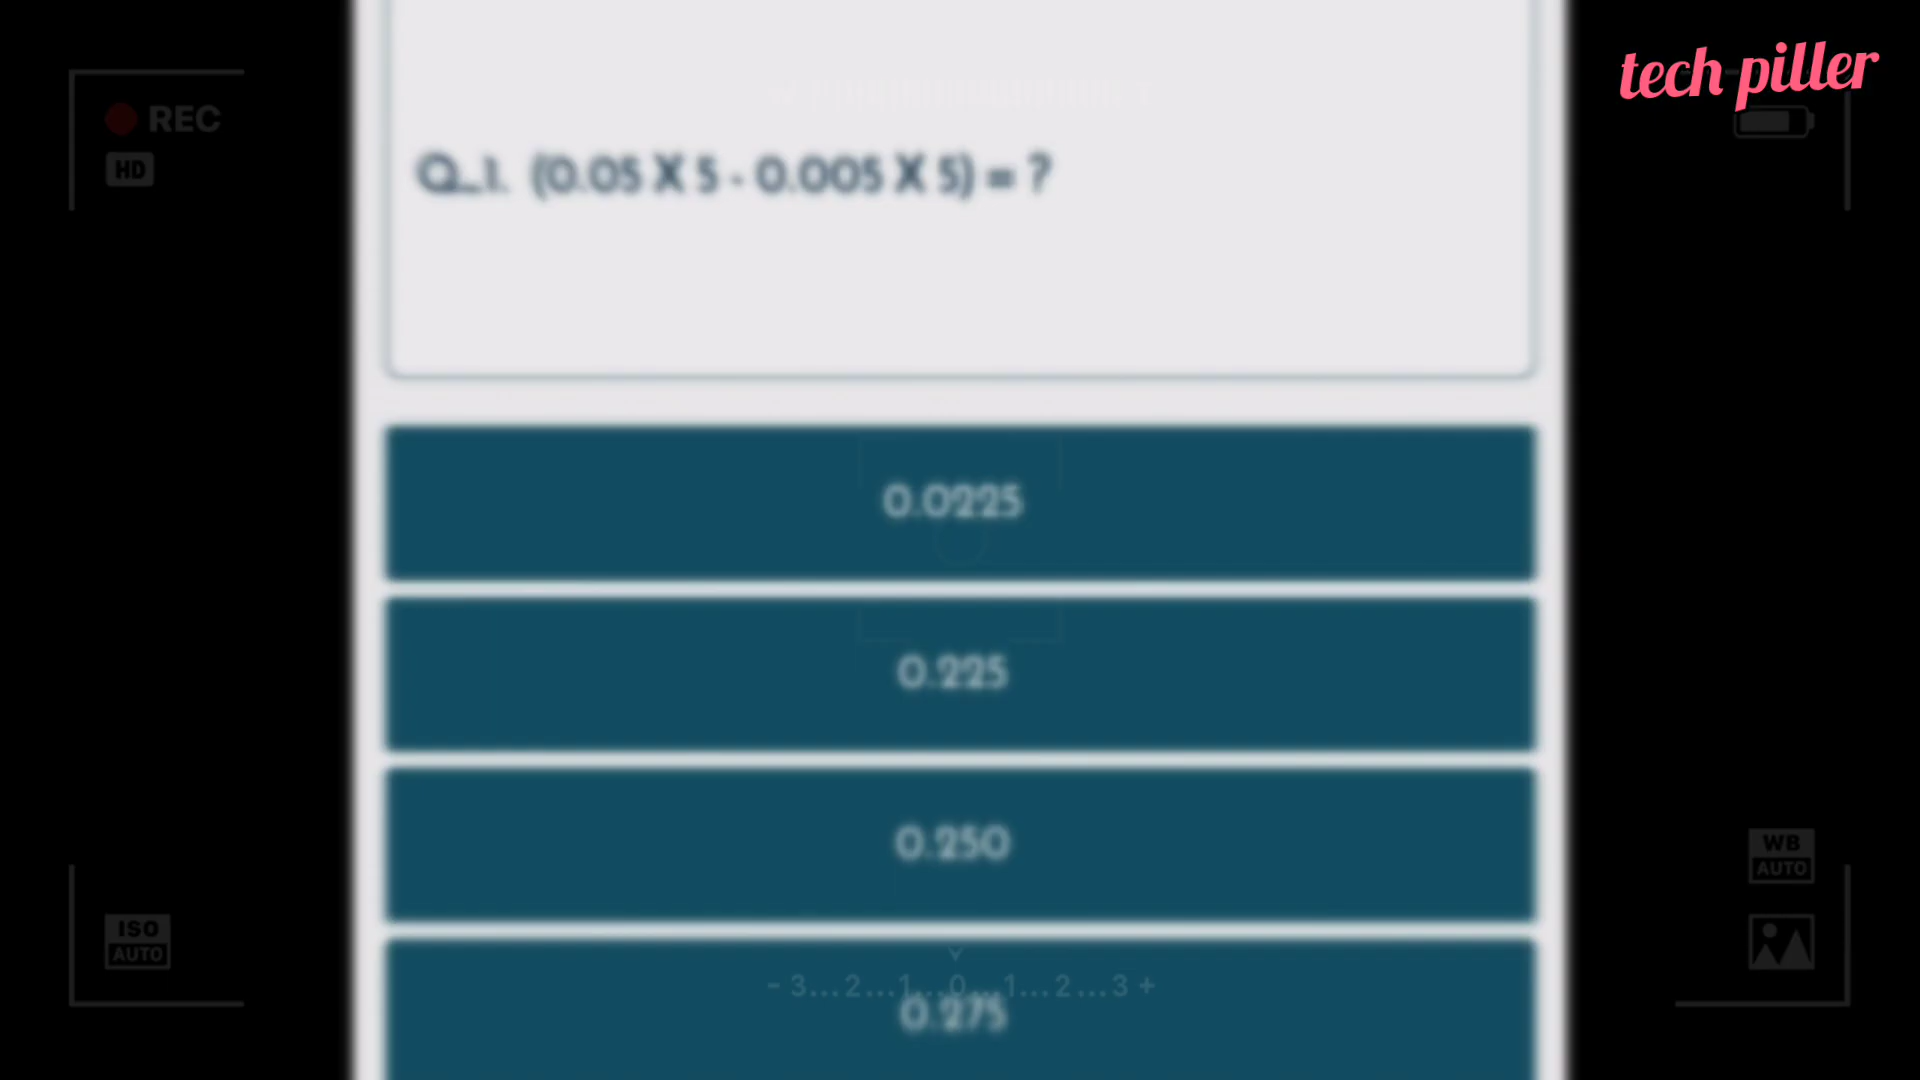 tech piller
REC
HD
Q_1. (0.05 X 5 - 0.005 X 5) = ?
0.0225
0.225
0.250
WB
AUTO
ISO
AUTO
- 3...2...1...0...1...2...3 +
0.275